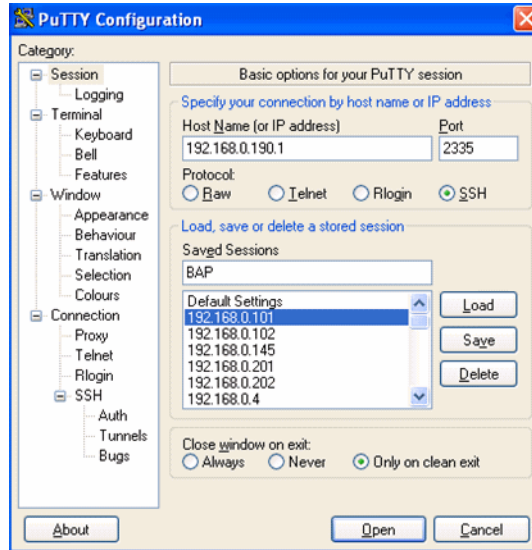 PuTTY Configuration
Category:
Session
Logging
Terminal
Keyboard
Bell
Features
Window
Appearance
Behaviour
Translation
Selection
Colours
Connection
Proxy
Telnet
Rlogin
SSH
Auth
Tunnels
Bugs
Basic options for your PuTTY session
Specify your connection by host name or IP address
Host Name (or IP address) Port
192.168.0.190.1 2335
Protocol:
Raw Telnet Rlogin SSH
Load, save or delete a stored session
Saved Sessions
BAP
Default Settings
192.168.0.101
192.168.0.102
192.168.0.145
192.168.0.201
192.168.0.202
192.168.0.4
Load
Save
Delete
Close window on exit:
Always Never Only on clean exit
About Open Cancel